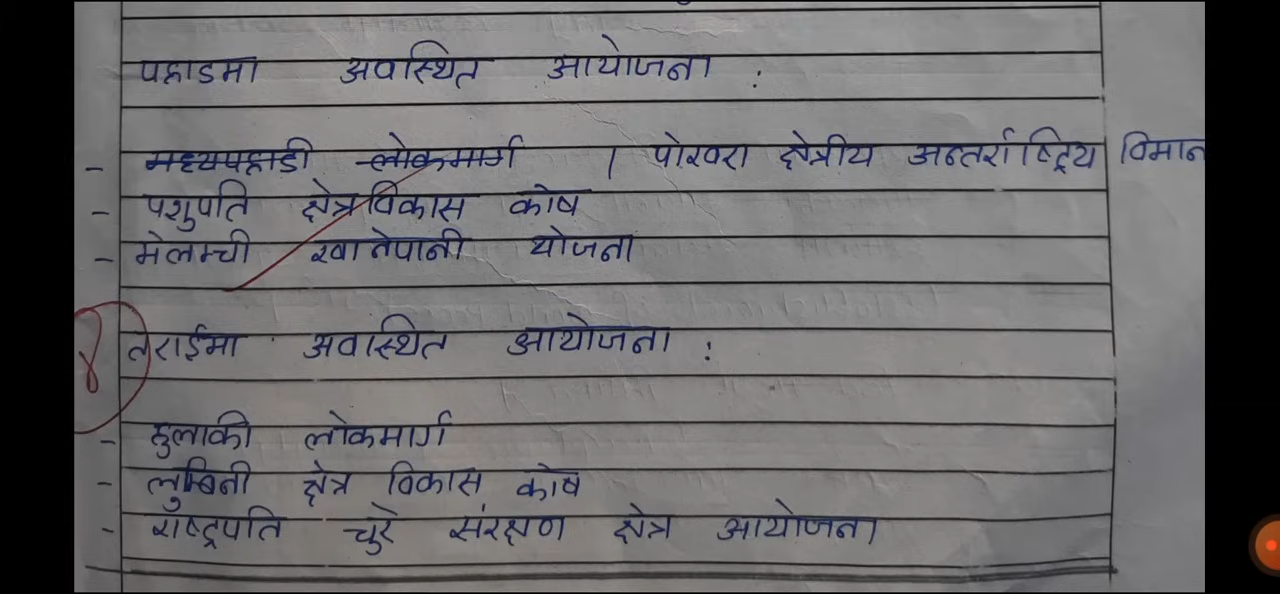 पहाडमा अवस्थित आयोजना :
- मध्यपहाडी लोकमार्ग / पोखरा क्षेत्रीय अन्तर्राष्ट्रिय विमान
- पशुपति क्षेत्र विकास कोष
- मेलम्ची खानेपानी योजना
४
तेराईमा अवस्थित आयोजना :
- हुलाकी लोकमार्ग
- लुम्बिनी क्षेत्र विकास कोष
- राष्ट्रपति चुरे संरक्षण क्षेत्र आयोजना